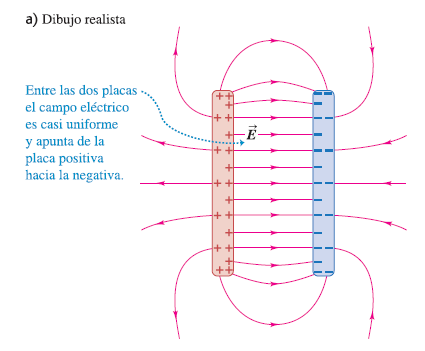 a) Dibujo realista
Entre las dos placas
el campo eléctrico
es casi uniforme
y apunta de la
placa positiva
hacia la negativa.
E⃗